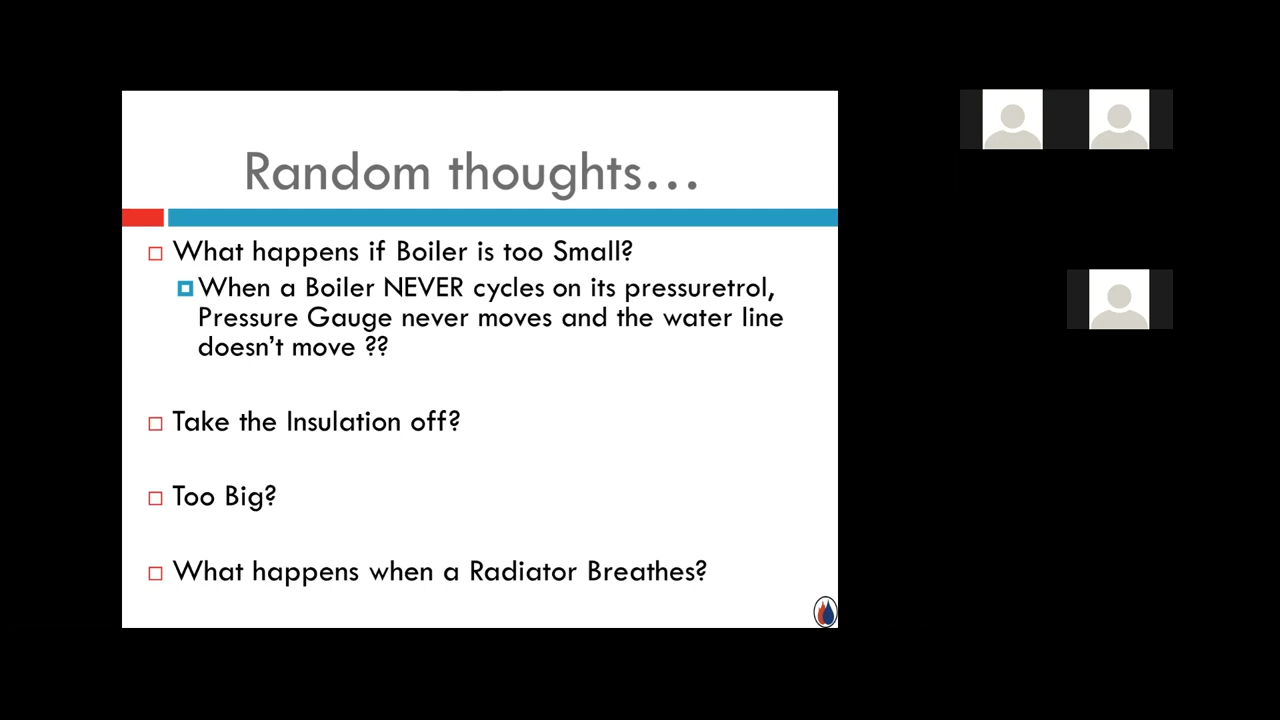 Random thoughts...
What happens if Boiler is too Small?
When a Boiler NEVER cycles on its pressuretrol,
Pressure Gauge never moves and the water line
doesn't move ??
Take the Insulation off?
Too Big?
What happens when a Radiator Breathes?